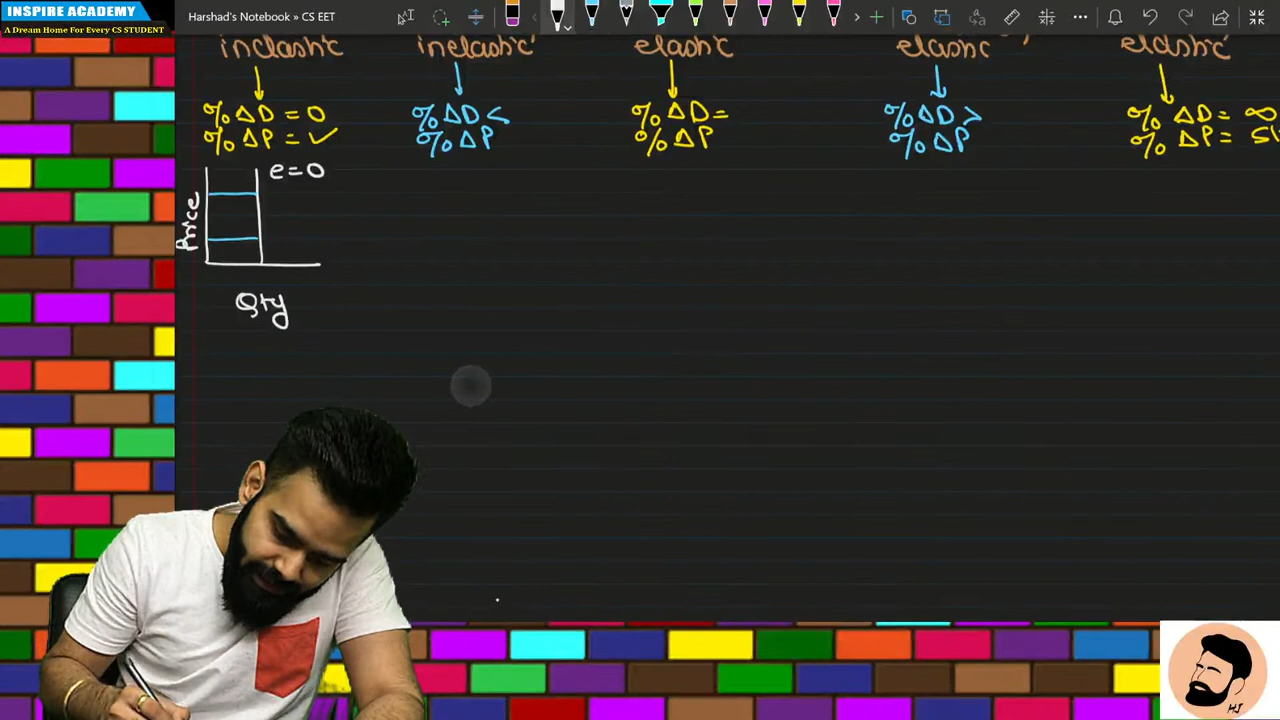 INSPIRE ACADEMY
A Dream Home For Every CS STUDENT
Harshad's Notebook » CS EET
inelastic inelastic elastic elastic elastic
%ΔD = 0 %ΔD < %ΔD = %ΔD > %ΔD = ∞
%ΔP = ✓ %ΔP %ΔP %ΔP %ΔP =
e=0
Price
Qty
HJ